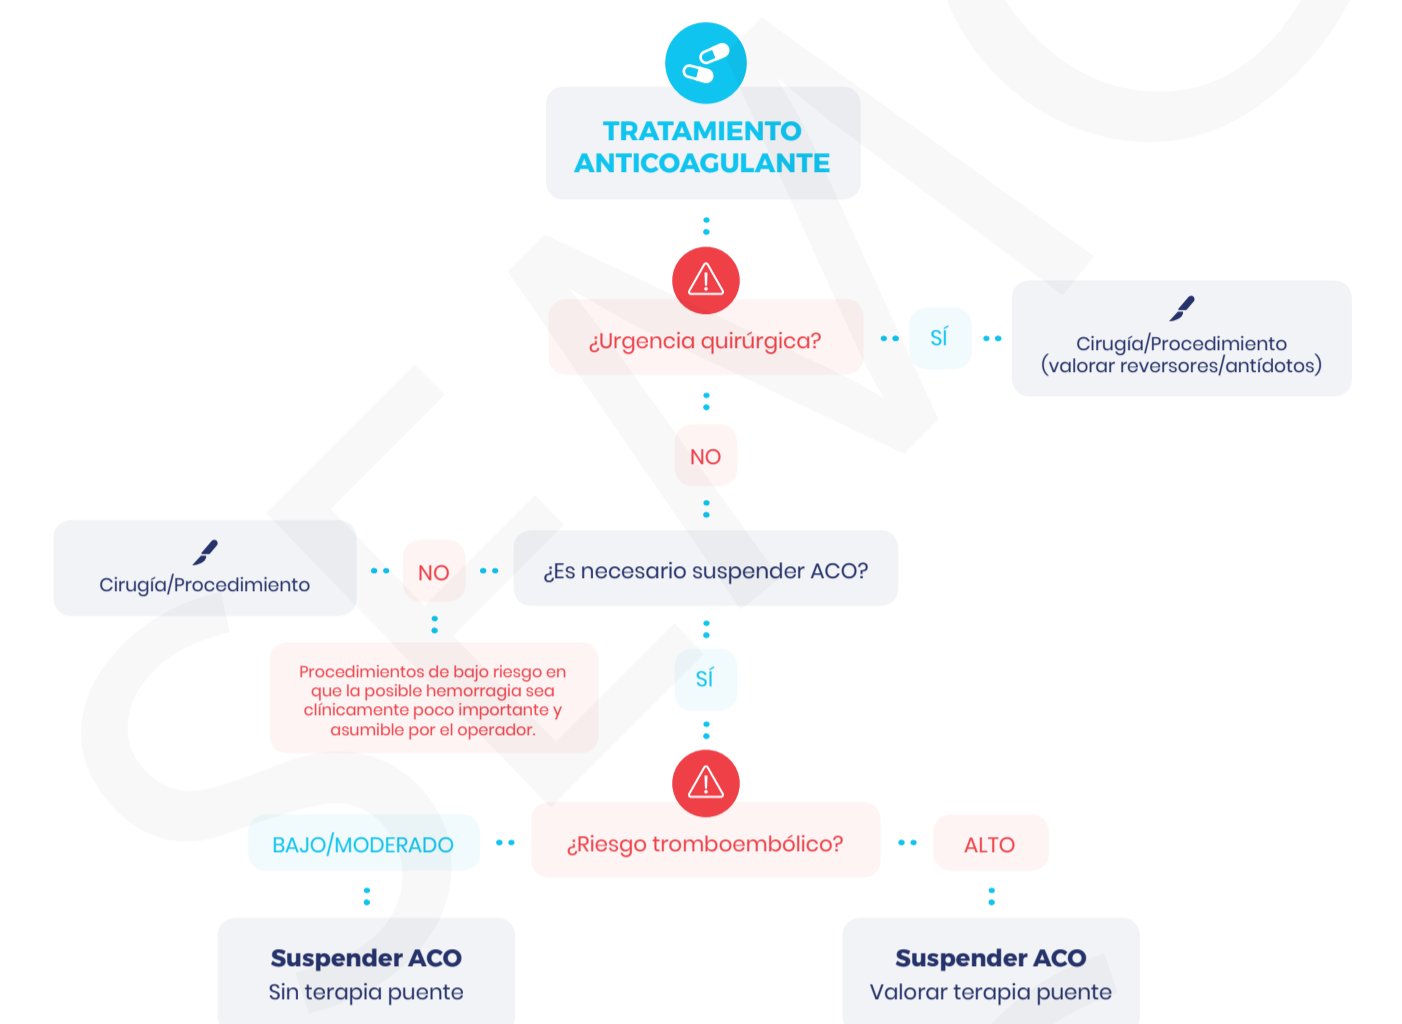 TRATAMIENTO
ANTICOAGULANTE
¿Urgencia quirúrgica?
SÍ
Cirugía/Procedimiento
(valorar reversores/antídotos)
NO
¿Es necesario suspender ACO?
NO
Cirugía/Procedimiento
Procedimientos de bajo riesgo en
que la posible hemorragia sea
clínicamente poco importante y
asumible por el operador.
SÍ
¿Riesgo tromboembólico?
BAJO/MODERADO
ALTO
Suspender ACO
Sin terapia puente
Suspender ACO
Valorar terapia puente
SEMO